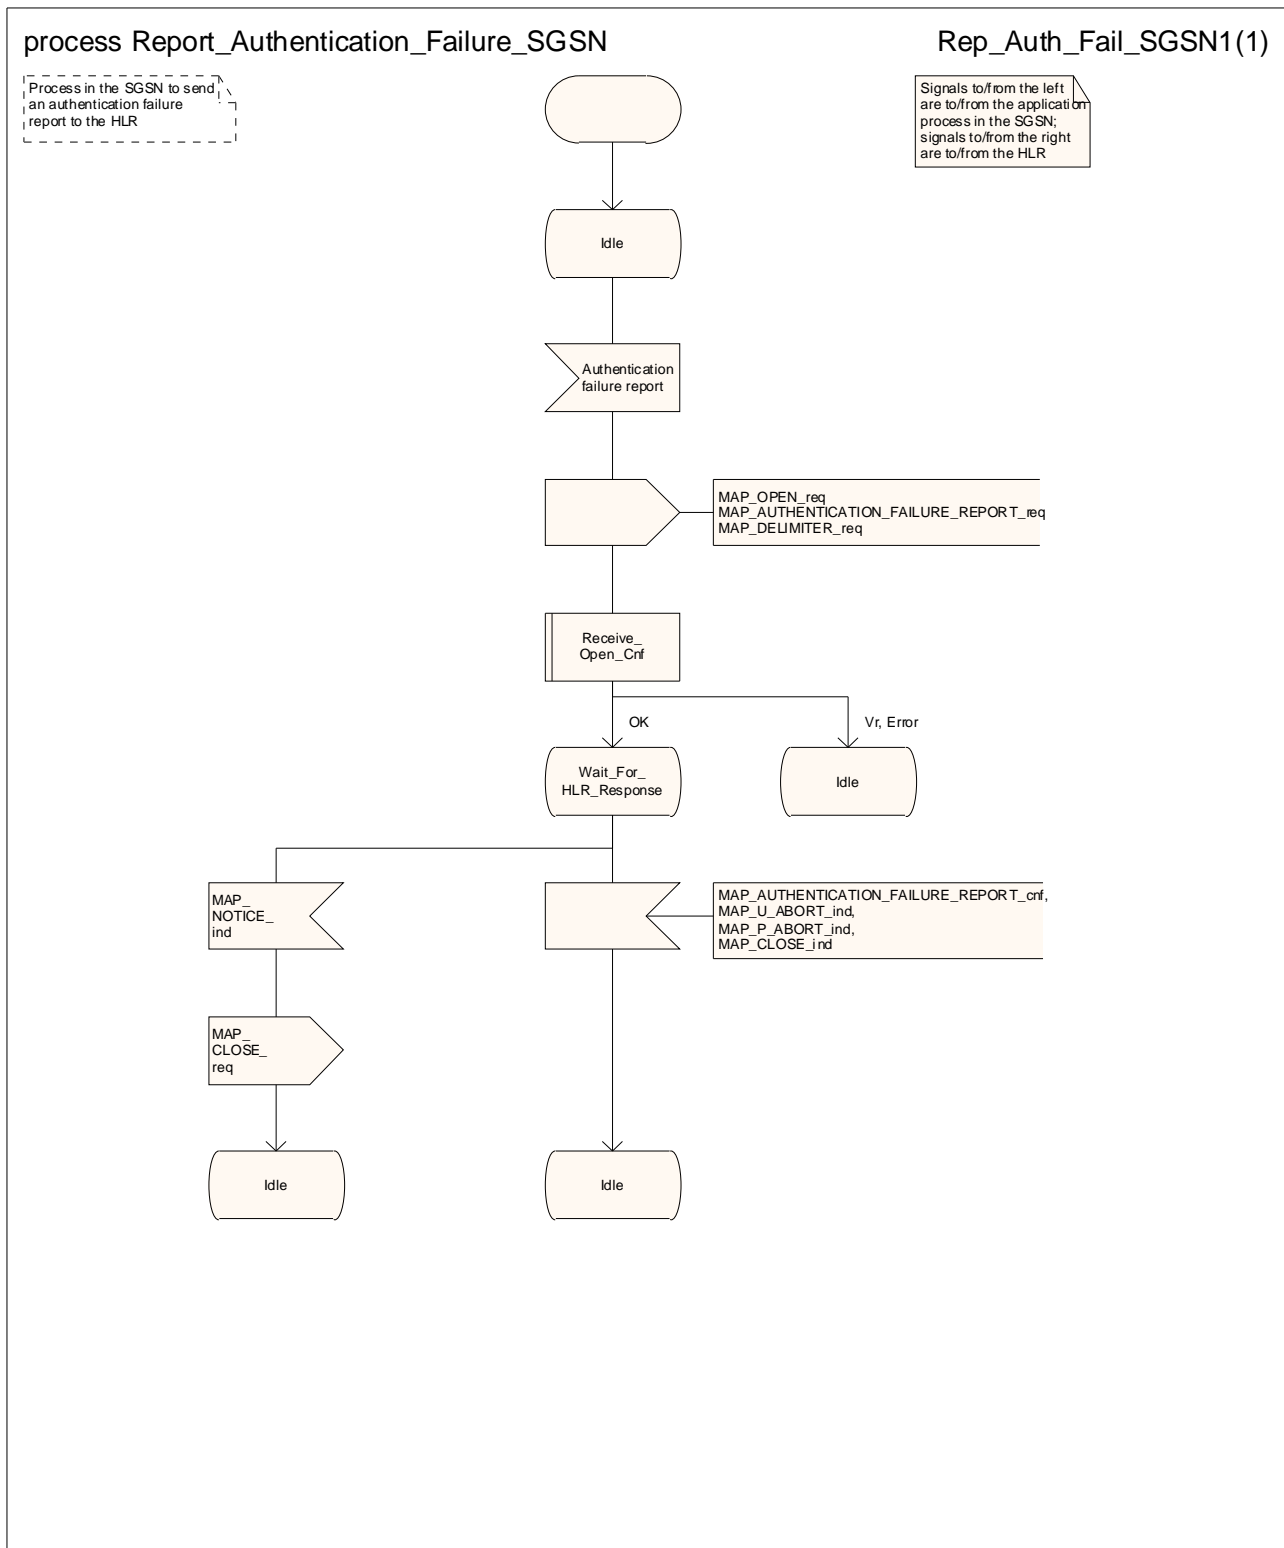 process Report_Authentication_Failure_SGSN
Rep_Auth_Fail_SGSN1(1)
Process in the SGSN to send
an authentication failure
report to the HLR
Signals to/from the left
are to/from the application
process in the SGSN;
signals to/from the right
are to/from the HLR
Idle
Authentication
failure report
MAP_OPEN_req
MAP_AUTHENTICATION_FAILURE_REPORT_req
MAP_DELIMITER_req
Receive_
Open_Cnf
OK
Vr, Error
Wait_For_
HLR_Response
Idle
MAP_
NOTICE_
ind
MAP_AUTHENTICATION_FAILURE_REPORT_cnf,
MAP_U_ABORT_ind,
MAP_P_ABORT_ind,
MAP_CLOSE_ind
MAP_
CLOSE_
req
Idle
Idle